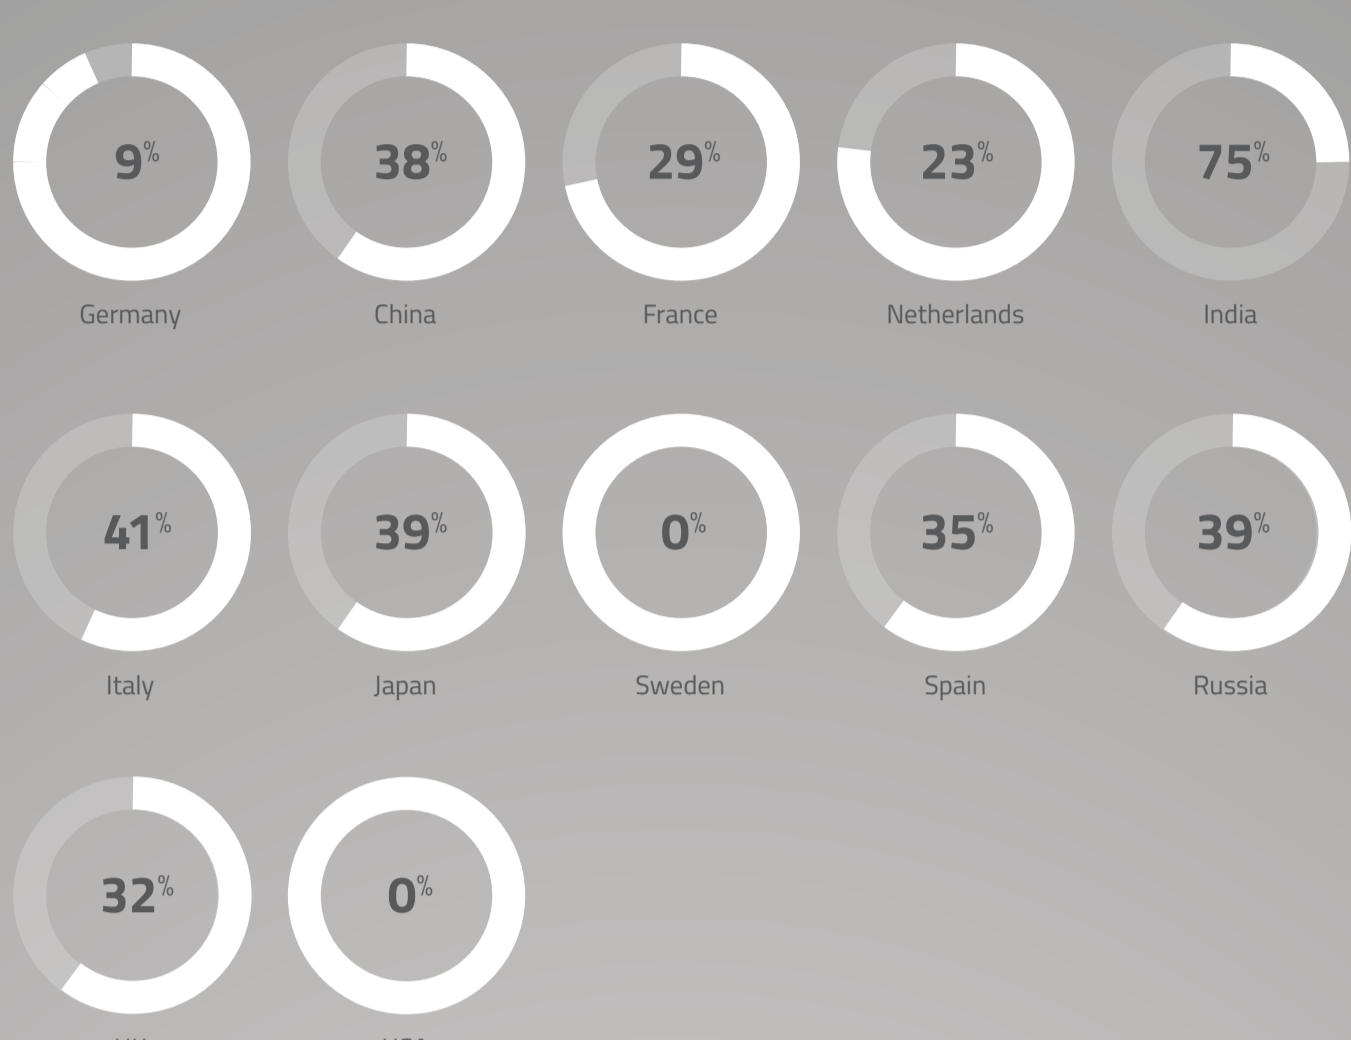 9%
38%
29%
23%
75%
Germany
China
France
Netherlands
India
41%
39%
0%
35%
39%
Italy
Japan
Sweden
Spain
Russia
32%
0%